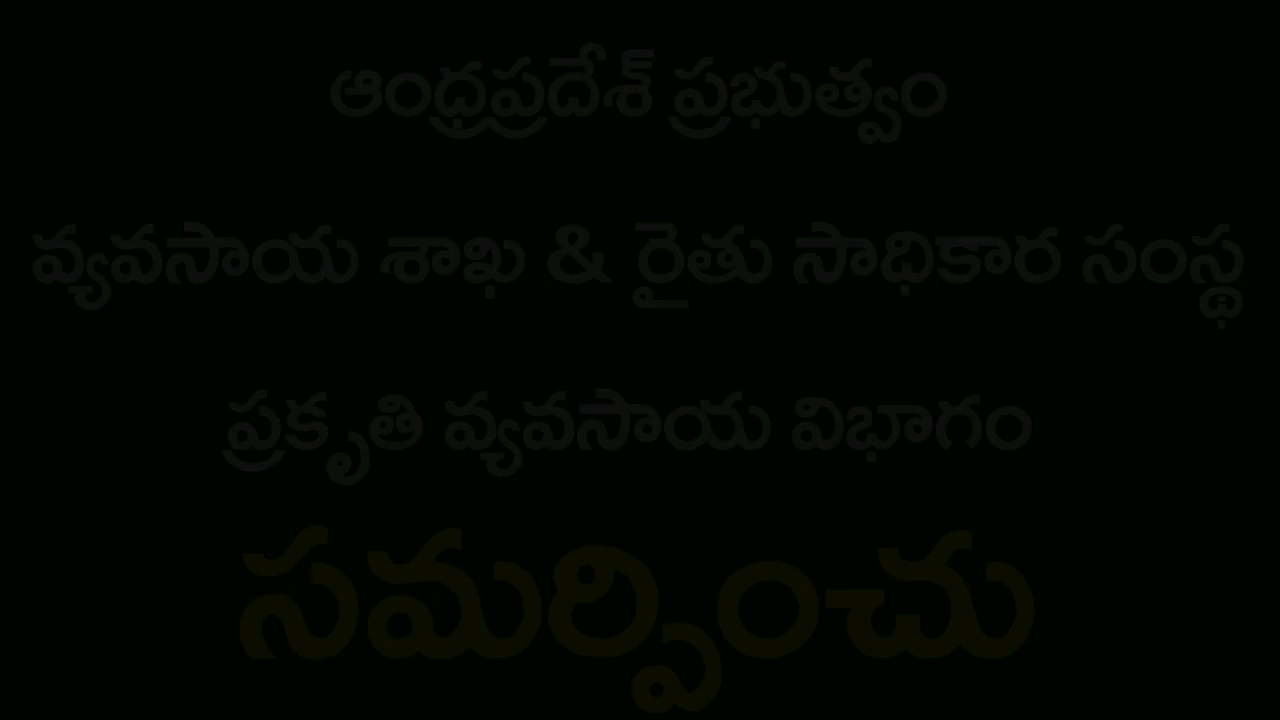 ఆంధ్రప్రదేశ్ ప్రభుత్వం
వ్యవసాయ శాఖ & రైతు సాధికార సంస్థ
ప్రకృతి వ్యవసాయ విభాగం
సమర్పించు